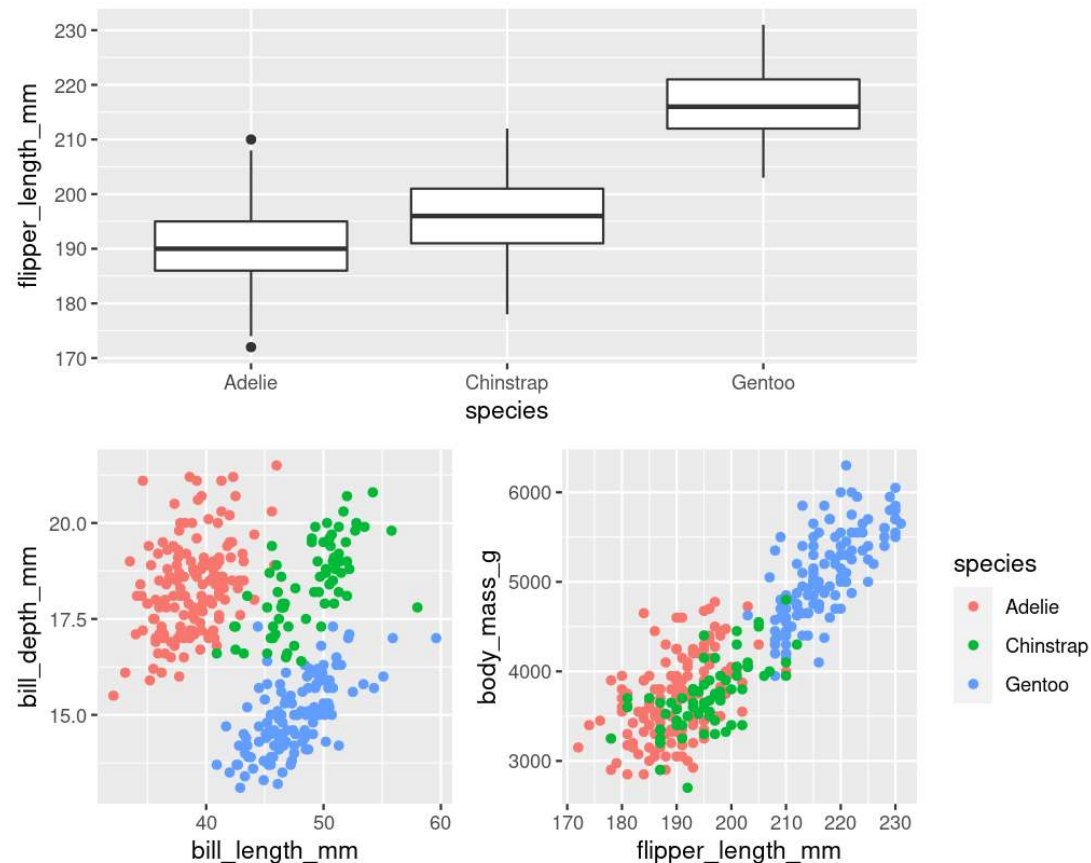 flipper_length_mm
230
220
210
200
190
180
170
Adelie
Chinstrap
Gentoo
species
bill_depth_mm
20.0
17.5
15.0
40
50
60
bill_length_mm
body_mass_g
6000
5000
4000
3000
170
180
190
200
210
220
230
flipper_length_mm
species
Adelie
Chinstrap
Gentoo